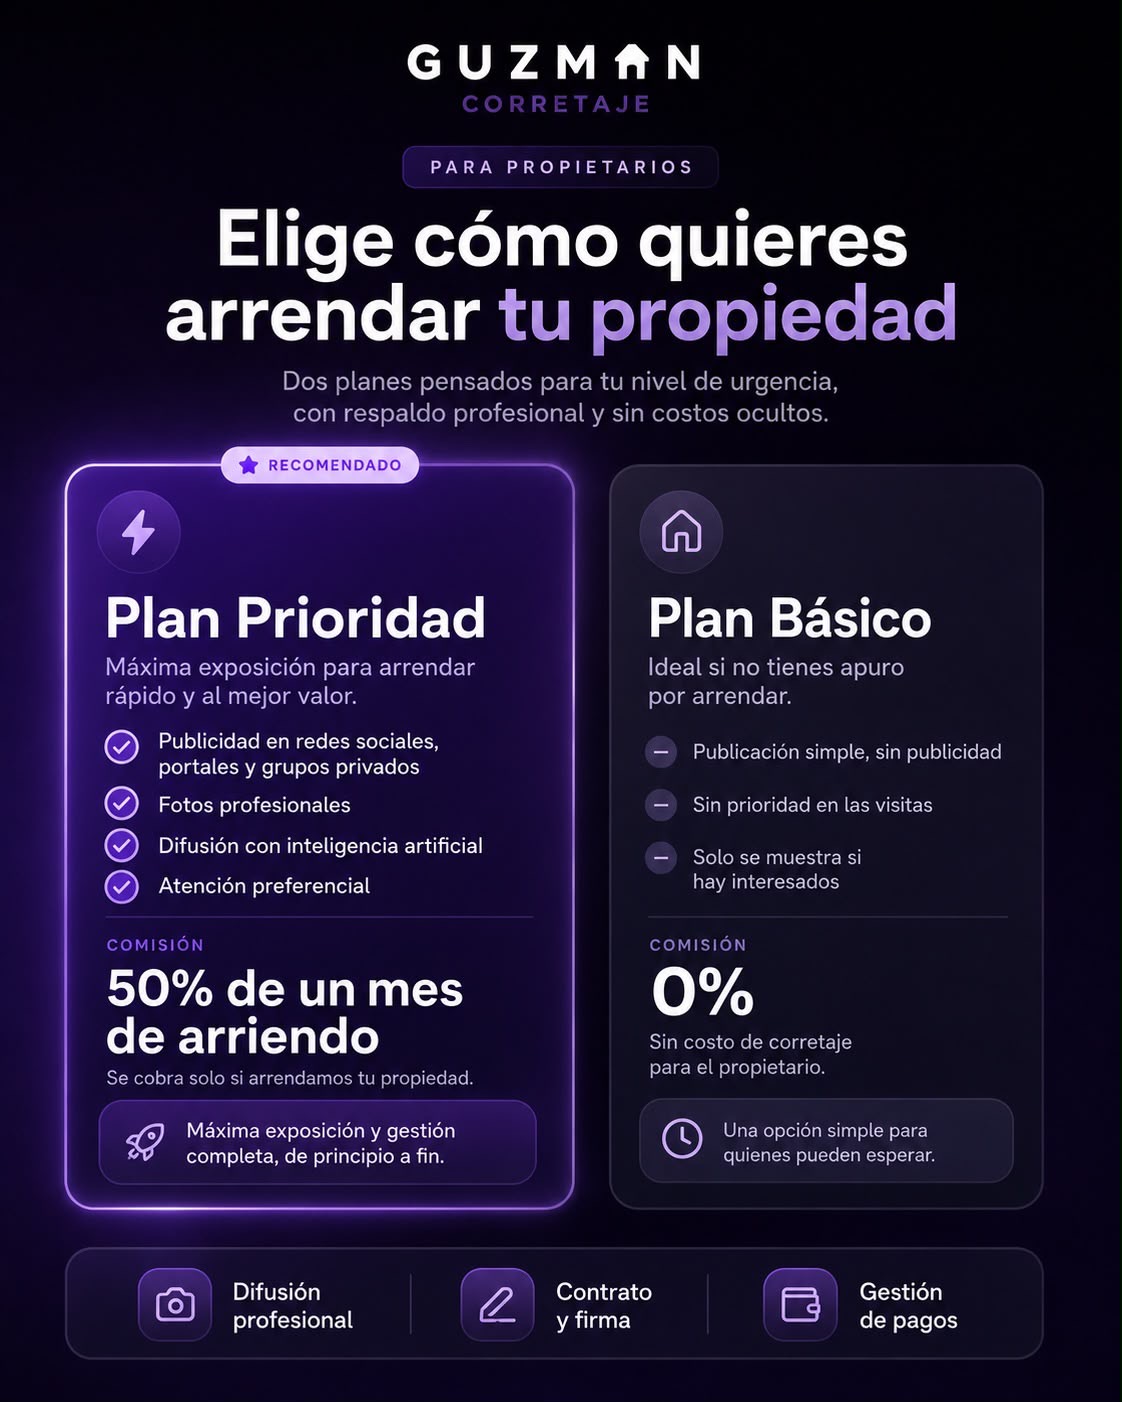 GUZMAN
CORRETAJE
PARA PROPIETARIOS
Elige cómo quieres
arrendar tu propiedad
Dos planes pensados para tu nivel de urgencia,
con respaldo profesional y sin costos ocultos.
RECOMENDADO
Plan Prioridad
Máxima exposición para arrendar
rápido y al mejor valor.
Publicidad en redes sociales,
portales y grupos privados
Fotos profesionales
Difusión con inteligencia artificial
Atención preferencial
COMISIÓN
50% de un mes
de arriendo
Se cobra solo si arrendamos tu propiedad.
Máxima exposición y gestión
completa, de principio a fin.
Plan Básico
Ideal si no tienes apuro
por arrendar.
Publicación simple, sin publicidad
Sin prioridad en las visitas
Solo se muestra si
hay interesados
COMISIÓN
0%
Sin costo de corretaje
para el propietario.
Una opción simple para
quienes pueden esperar.
Difusión
profesional
Contrato
y firma
Gestión
de pagos